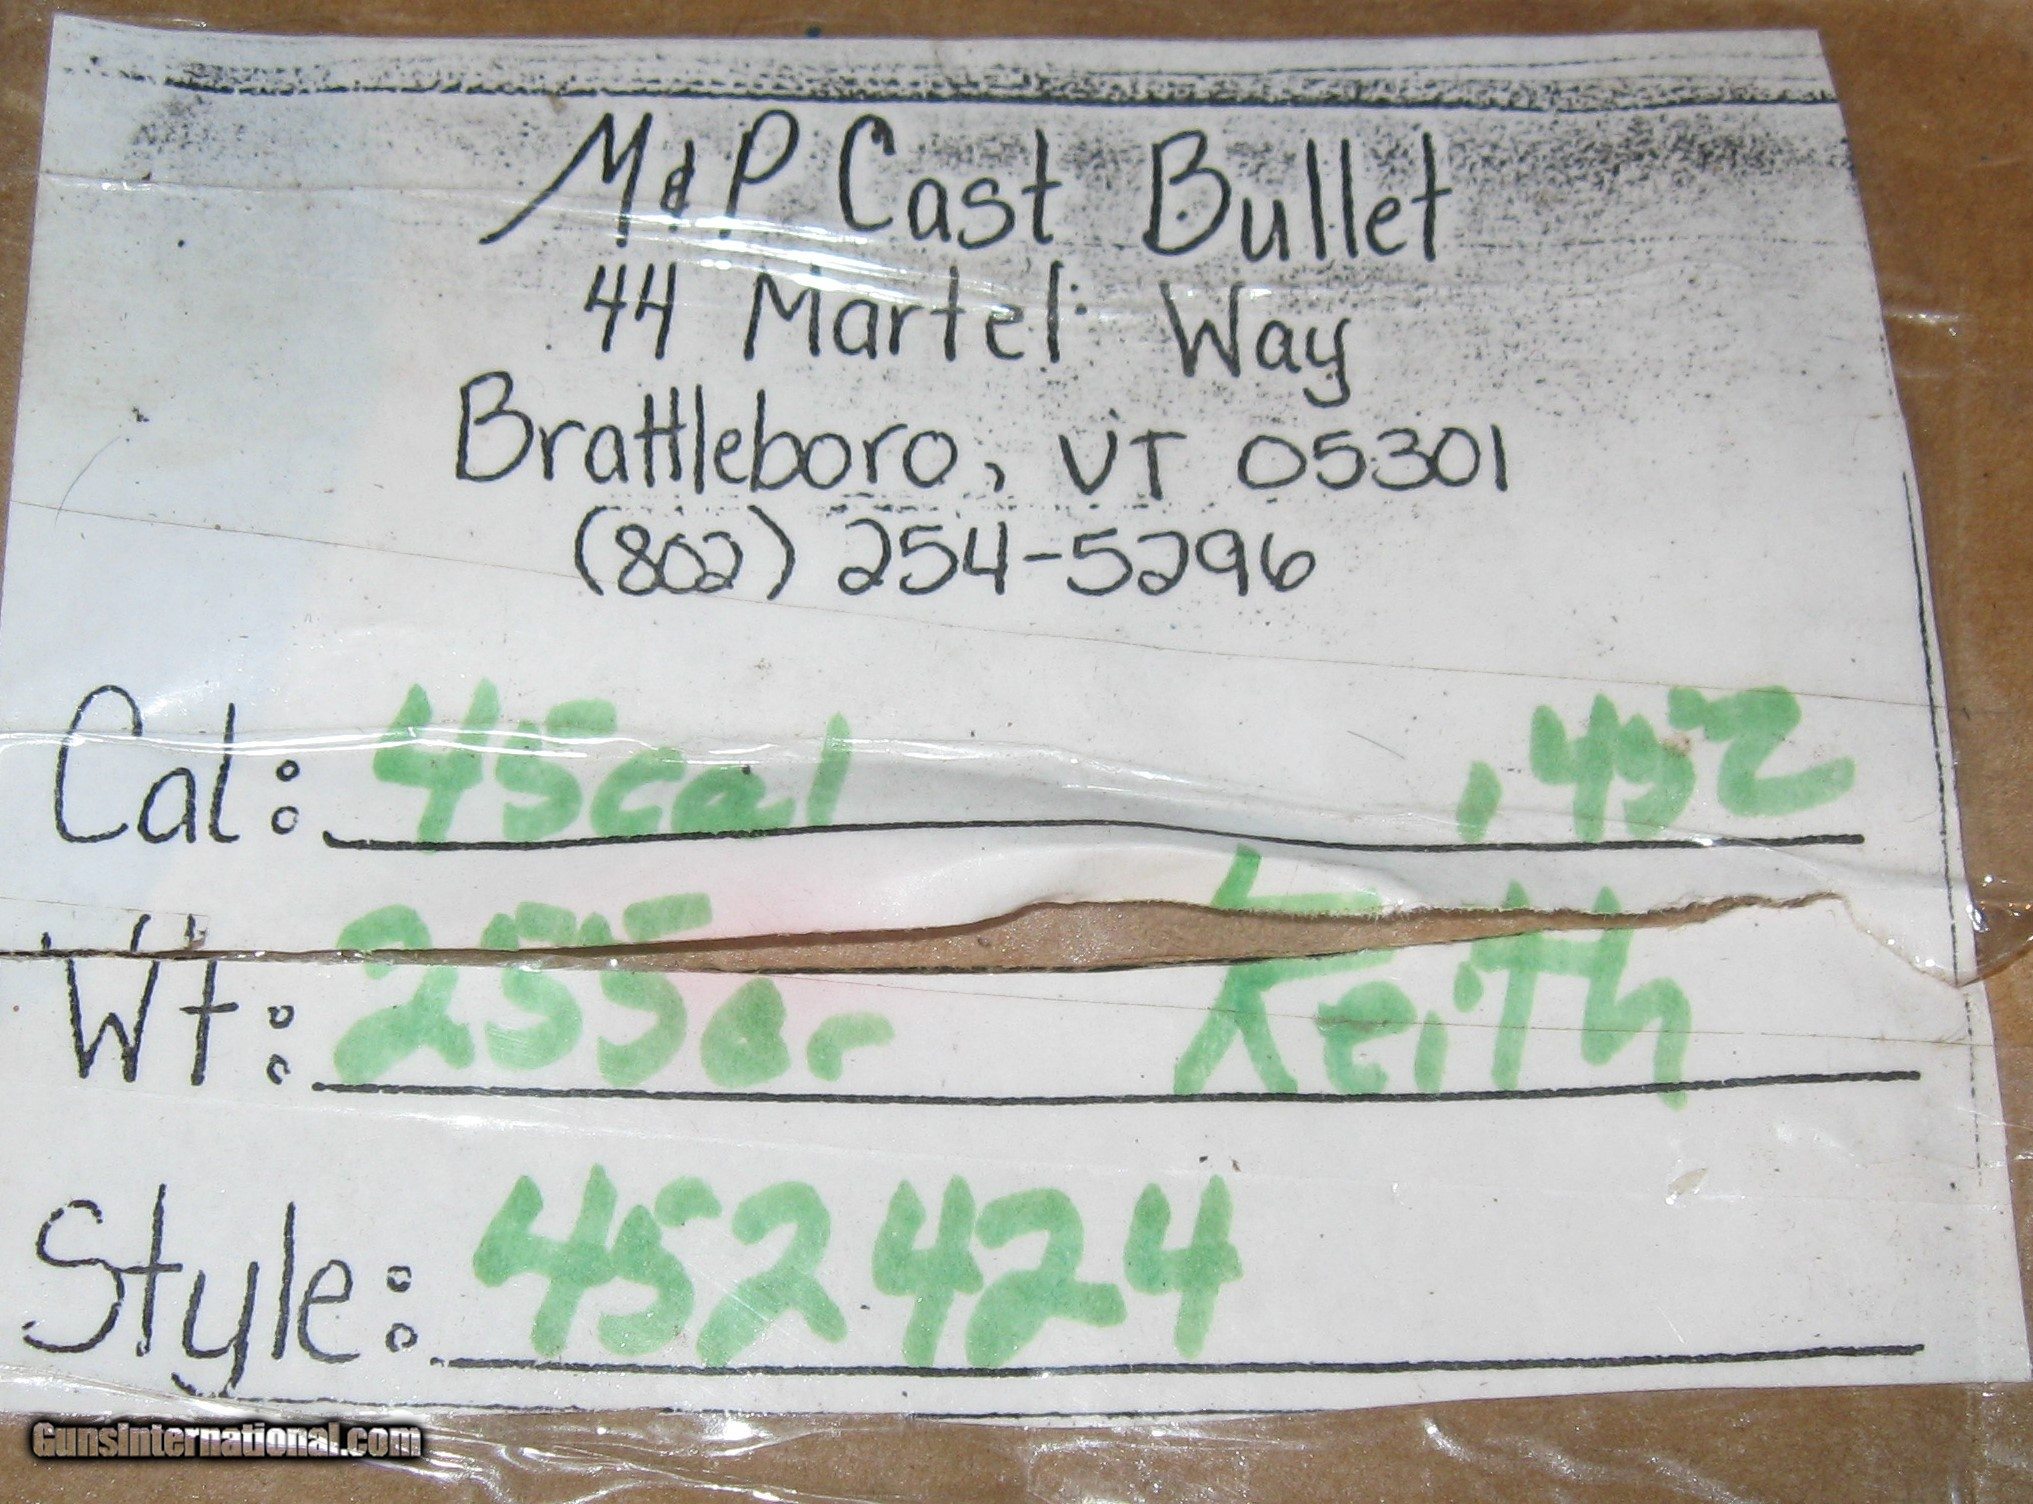 M&P Cast Bullet
44 Martel Way
Brattleboro, VT 05301
(802) 254-5296
Cal: 45cal .452
Wt: 255Gr Keith
Style: 452424
GunsInternational.com